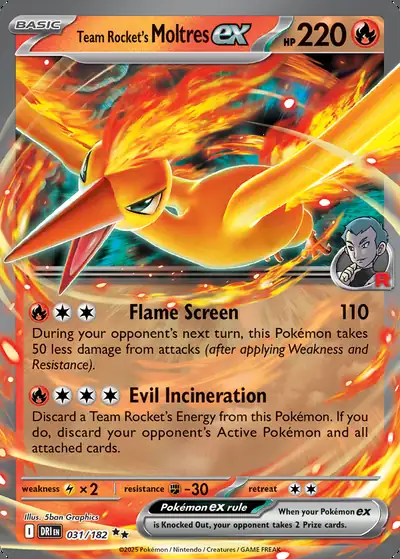 BASIC
Team Rocket's Moltres ex HP 220
R
Flame Screen 110
During your opponent's next turn, this Pokémon takes
50 less damage from attacks (after applying Weakness and
Resistance).
Evil Incineration
Discard a Team Rocket's Energy from this Pokémon. If you
do, discard your opponent's Active Pokémon and all
attached cards.
weakness ×2 resistance -30 retreat
Illus. 5ban Graphics
Pokémon ex rule
When your Pokémon ex
is Knocked Out, your opponent takes 2 Prize cards.
I DRI EN 031/182
©2025 Pokémon / Nintendo / Creatures / GAME FREAK